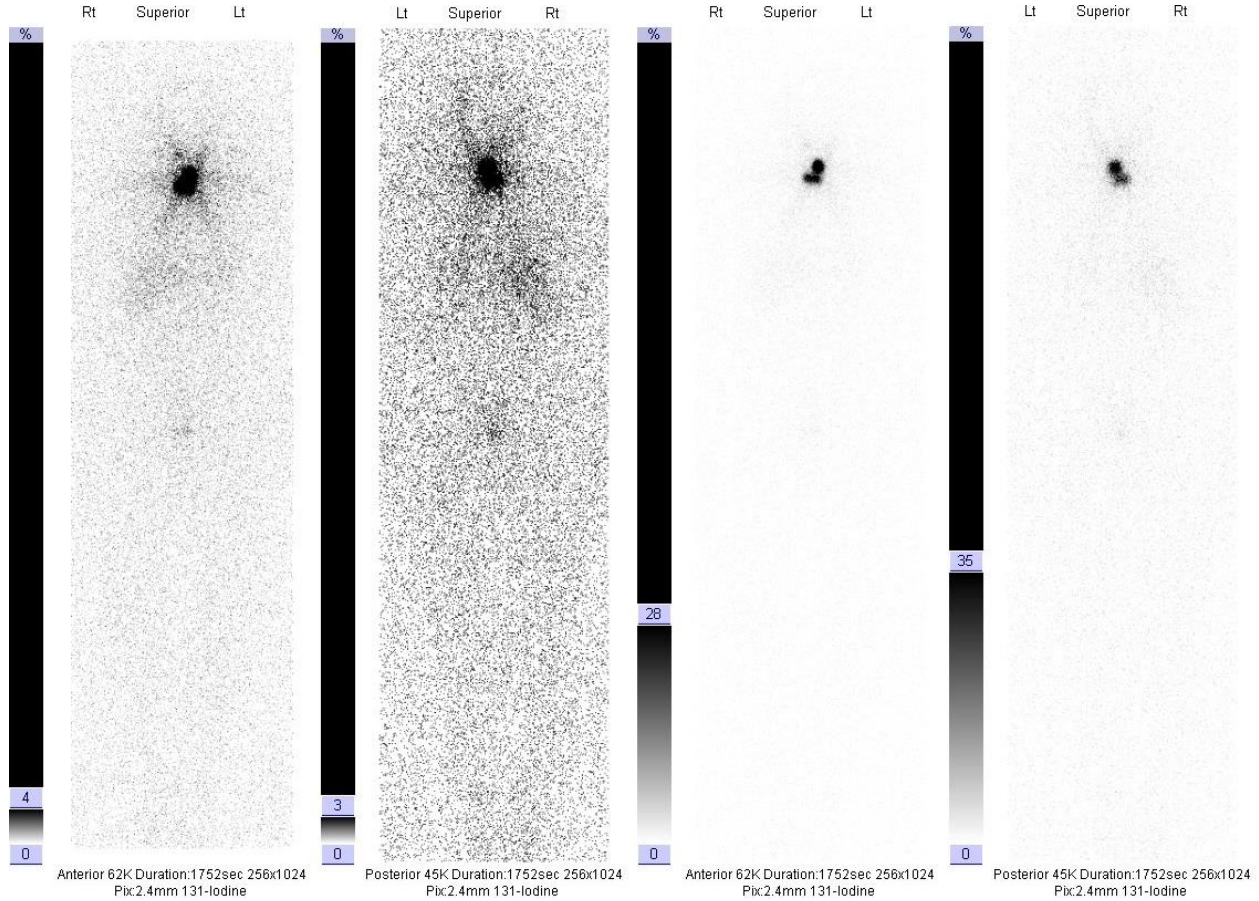 Rt Superior Lt
Lt Superior Rt
Rt Superior Lt
Lt Superior Rt
%
%
%
%
4
0
3
0
28
0
35
0
Anterior 62K Duration:1752sec 256x1024
Pix:2.4mm 131-Iodine
Posterior 45K Duration:1752sec 256x1024
Pix:2.4mm 131-Iodine
Anterior 62K Duration:1752sec 256x1024
Pix:2.4mm 131-Iodine
Posterior 45K Duration:1752sec 256x1024
Pix:2.4mm 131-Iodine